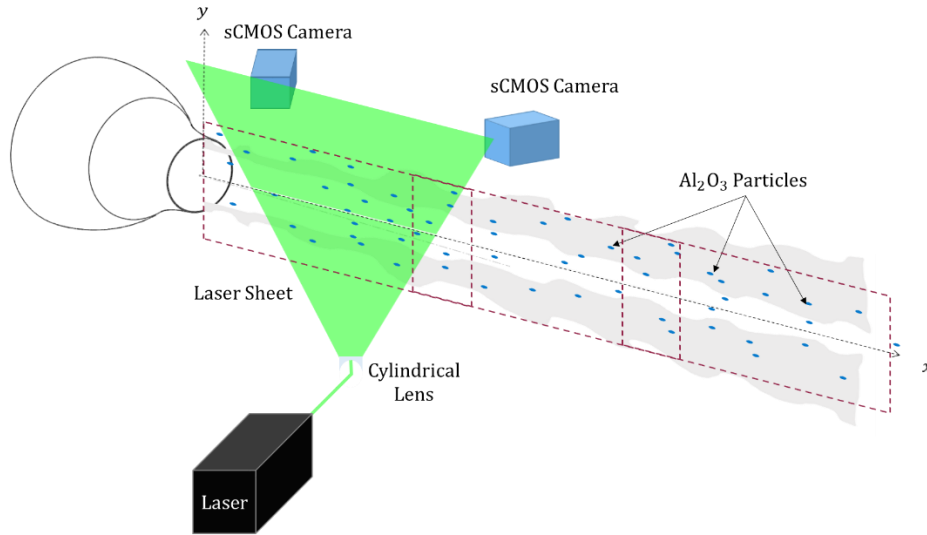 y
sCMOS Camera
sCMOS Camera
Al₂O₃ Particles
Laser Sheet
x
Cylindrical
Lens
Laser